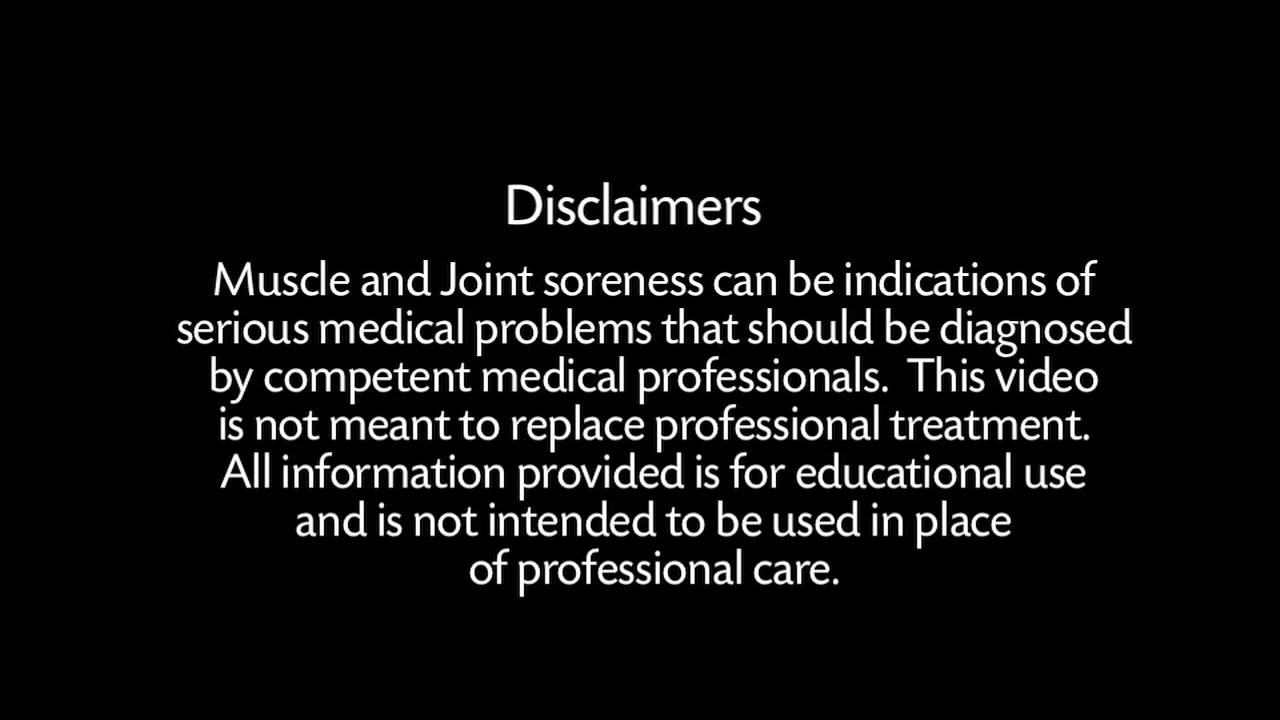 Disclaimers
Muscle and Joint soreness can be indications of
serious medical problems that should be diagnosed
by competent medical professionals.  This video
is not meant to replace professional treatment.
All information provided is for educational use
and is not intended to be used in place
of professional care.